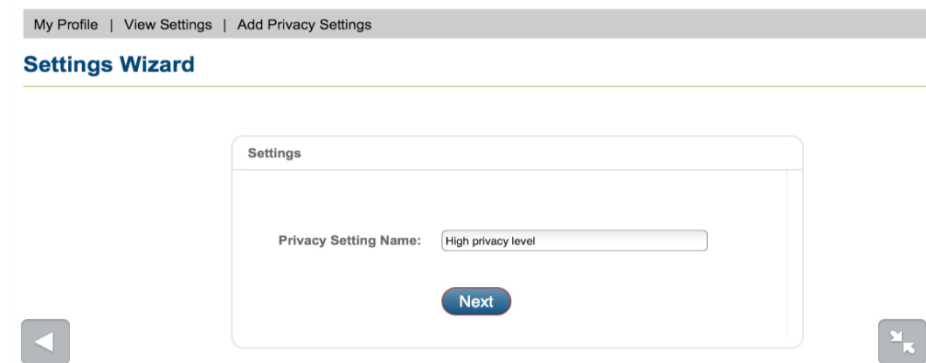 My Profile | View Settings | Add Privacy Settings
Settings Wizard
Settings
Privacy Setting Name: High privacy level
Next